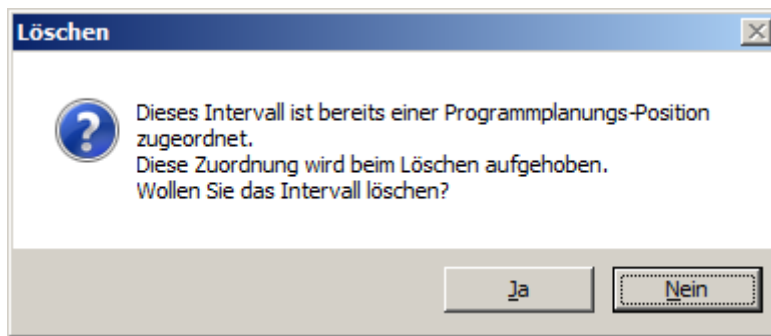 Löschen
Dieses Intervall ist bereits einer Programmplanungs-Position
zugeordnet.
Diese Zuordnung wird beim Löschen aufgehoben.
Wollen Sie das Intervall löschen?
Ja
Nein